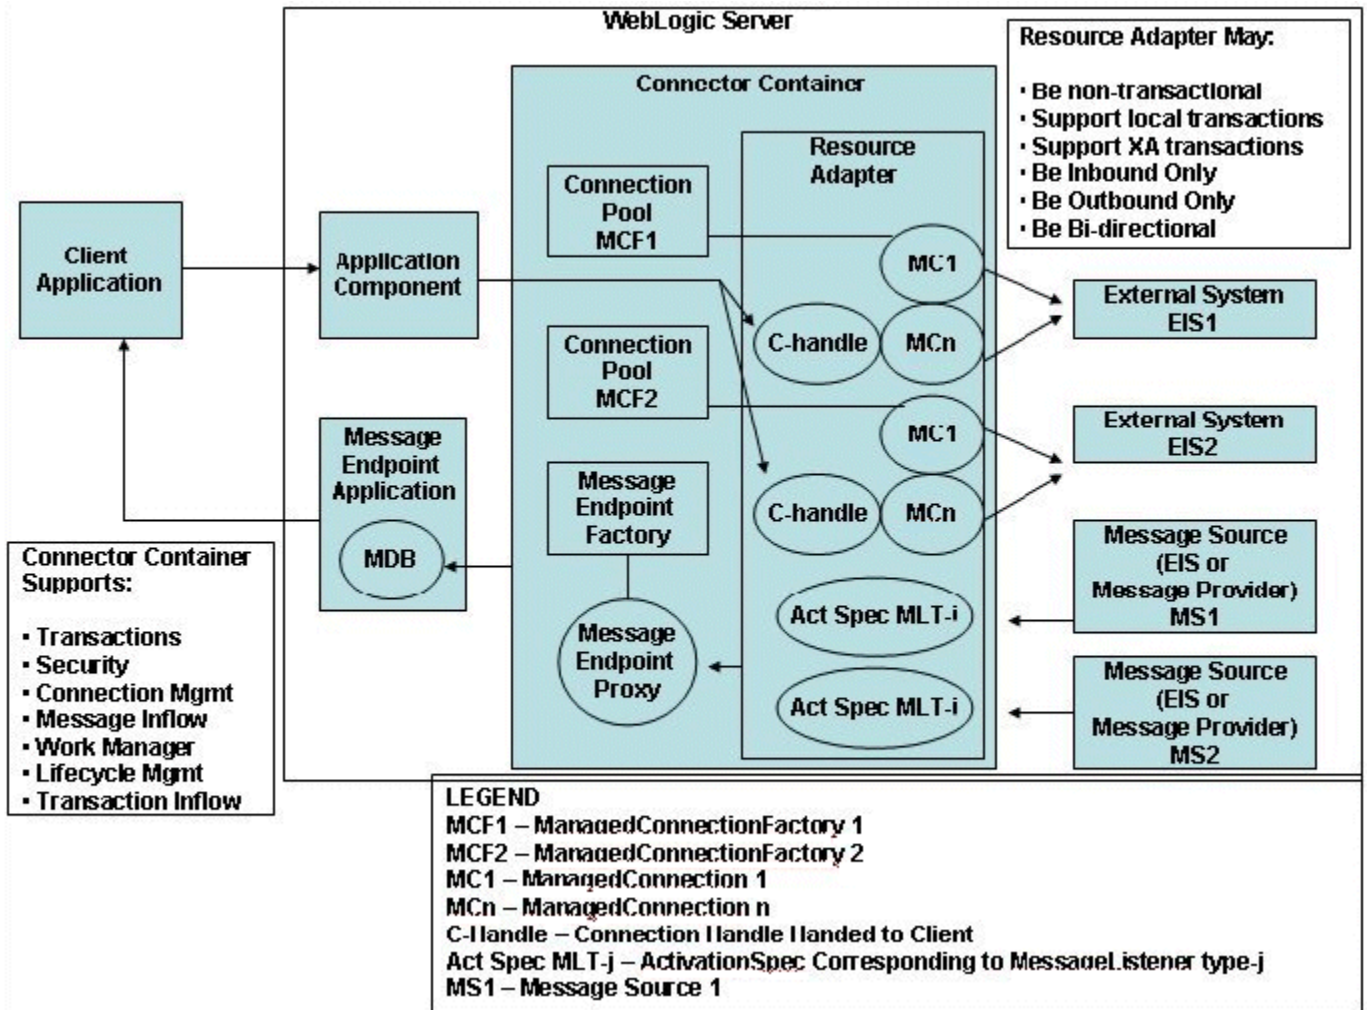 WebLogic Server
Resource Adapter May:
· Be non-transactional
· Support local transactions
· Support XA transactions
· Be Inbound Only
· Be Outbound Only
· Be Bi-directional
Connector Container
Resource
Adapter
Connection
Pool
MCF1
Client
Application
Application
Component
MC1
External System
EIS1
C-handle
MCn
Connection
Pool
MCF2
MC1
External System
EIS2
Message
Endpoint
Application
MDB
Message
Endpoint
Factory
C-handle
MCn
Message Source
(EIS or
Message Provider)
MS1
Connector Container
Supports:
· Transactions
· Security
· Connection Mgmt
· Message Inflow
· Work Manager
· Lifecycle Mgmt
· Transaction Inflow
Message
Endpoint
Proxy
Act Spec MLT-i
Act Spec MLT-i
Message Source
(EIS or
Message Provider)
MS2
LEGEND
MCF1 – ManagedConnectionFactory 1
MCF2 – ManagedConnectionFactory 2
MC1 – ManagedConnection 1
MCn – ManagedConnection n
C-Handle – Connection Handle Handed to Client
Act Spec MLT-j – ActivationSpec Corresponding to MessageListener type-j
MS1 – Message Source 1